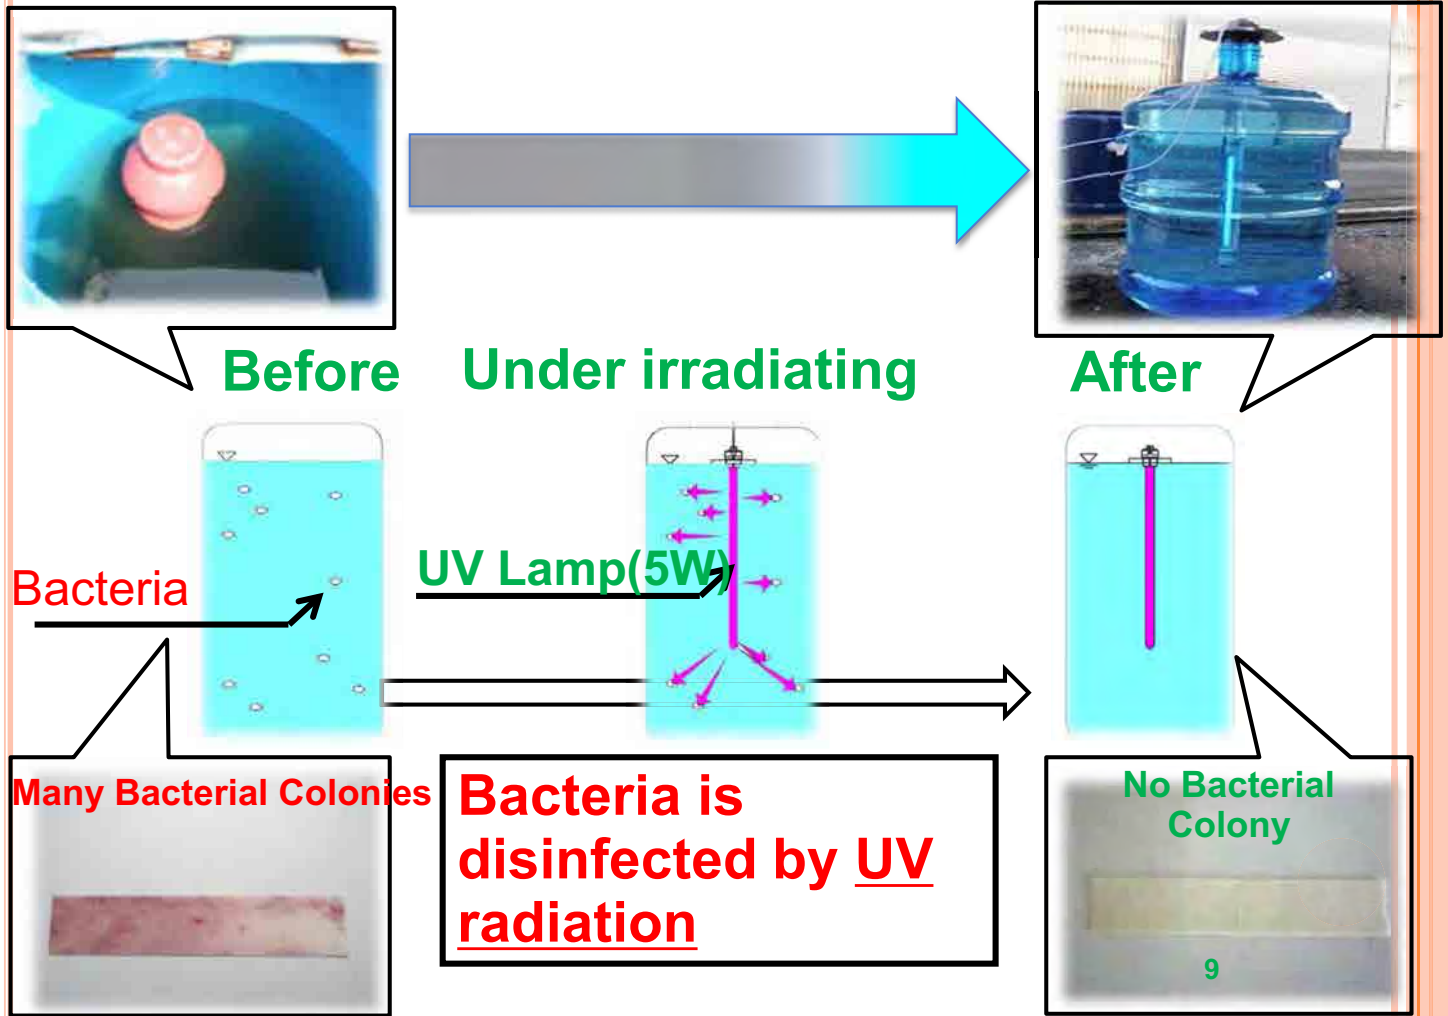 Before
Under irradiating
After
UV Lamp(5W)
Bacteria
Many Bacterial Colonies
Bacteria is
disinfected by UV
radiation
No Bacterial
Colony
9